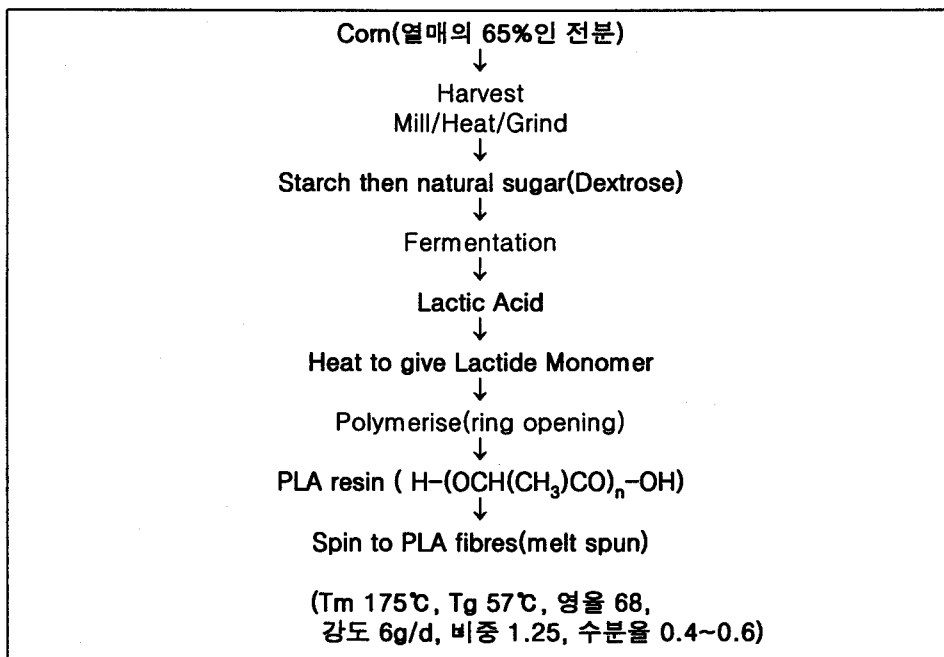 Corn(열매의 65%인 전분)
↓
Harvest
Mill/Heat/Grind
↓
Starch then natural sugar(Dextrose)
↓
Fermentation
↓
Lactic Acid
↓
Heat to give Lactide Monomer
↓
Polymerise(ring opening)
↓
PLA resin ( H-(OCH(CH₃)CO)ₙ-OH)
↓
Spin to PLA fibres(melt spun)
(Tm 175℃, Tg 57℃, 영율 68,
강도 6g/d, 비중 1.25, 수분율 0.4~0.6)